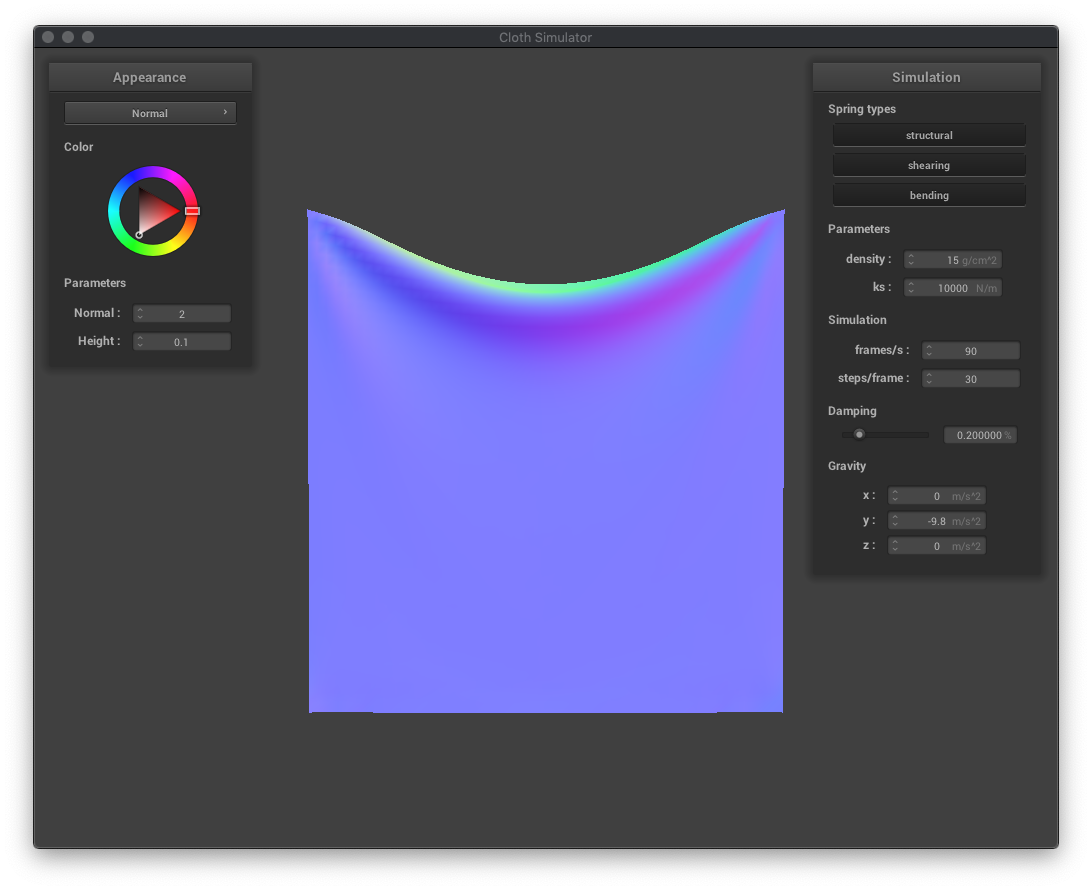 Cloth Simulator
Appearance
Normal ›
Color
Parameters
Normal : 2
Height : 0.1
Simulation
Spring types
structural
shearing
bending
Parameters
density : 15 g/cm^2
ks : 10000 N/m
Simulation
frames/s : 90
steps/frame : 30
Damping
0.200000 %
Gravity
x : 0 m/s^2
y : -9.8 m/s^2
z : 0 m/s^2